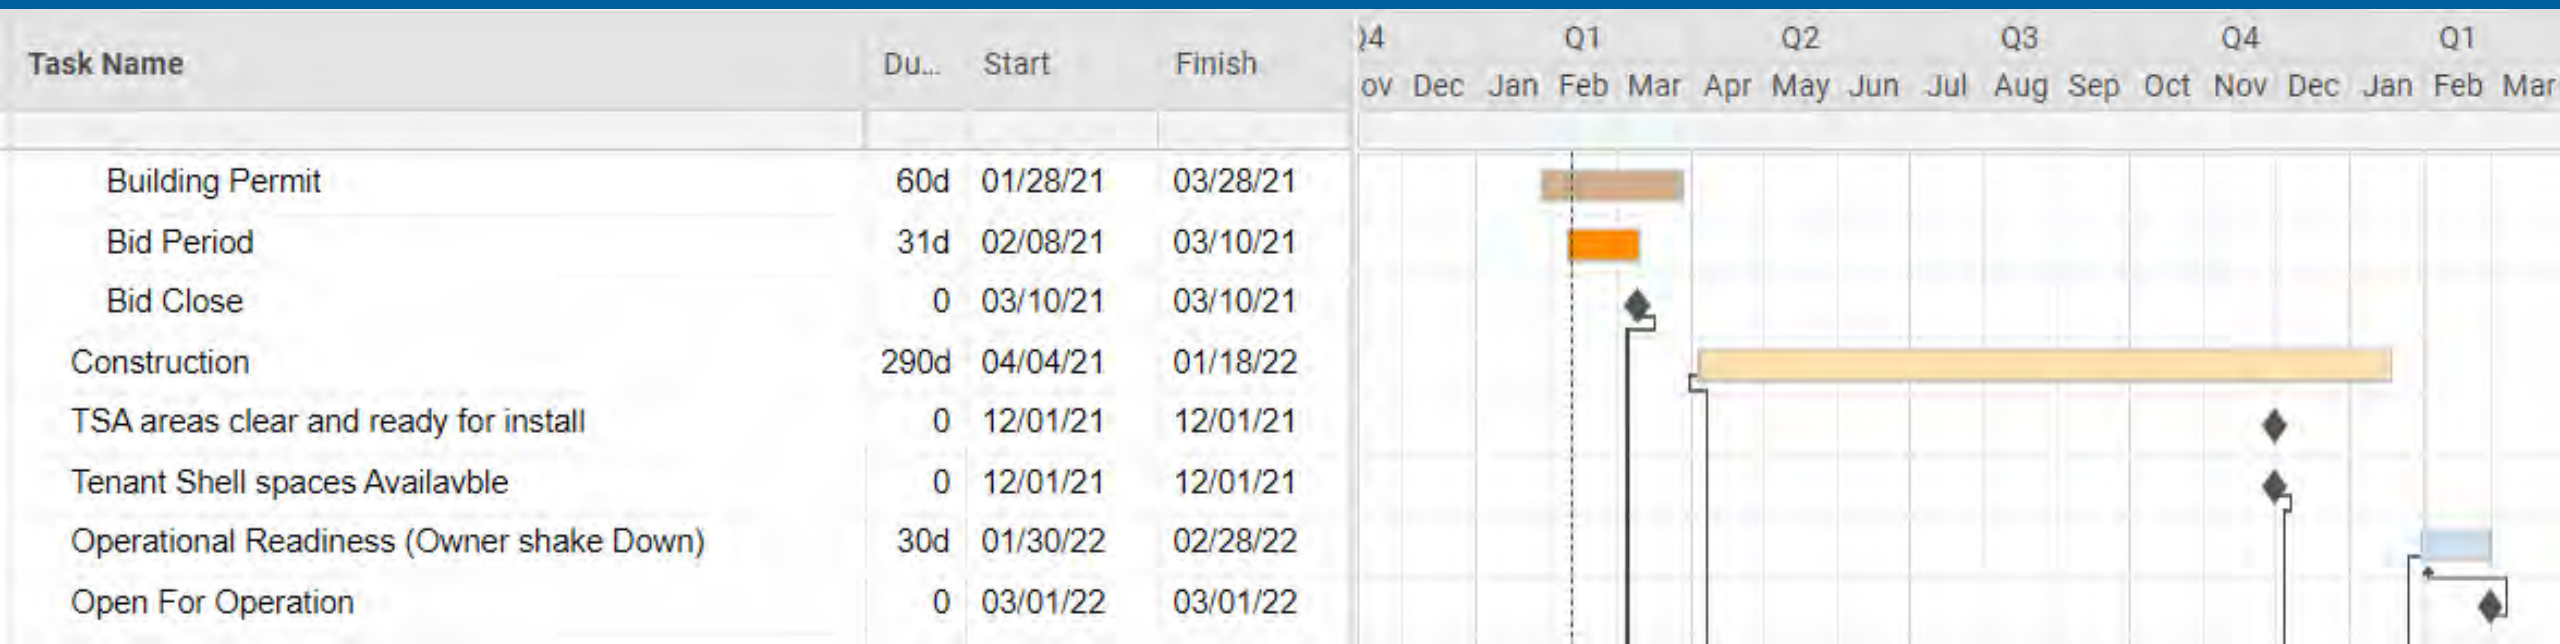 Q4 Q1 Q2 Q3 Q4 Q1
Task Name Du... Start Finish
ov Dec Jan Feb Mar Apr May Jun Jul Aug Sep Oct Nov Dec Jan Feb Mar
Building Permit 60d 01/28/21 03/28/21
Bid Period 31d 02/08/21 03/10/21
Bid Close 0 03/10/21 03/10/21
Construction 290d 04/04/21 01/18/22
TSA areas clear and ready for install 0 12/01/21 12/01/21
Tenant Shell spaces Availavble 0 12/01/21 12/01/21
Operational Readiness (Owner shake Down) 30d 01/30/22 02/28/22
Open For Operation 0 03/01/22 03/01/22